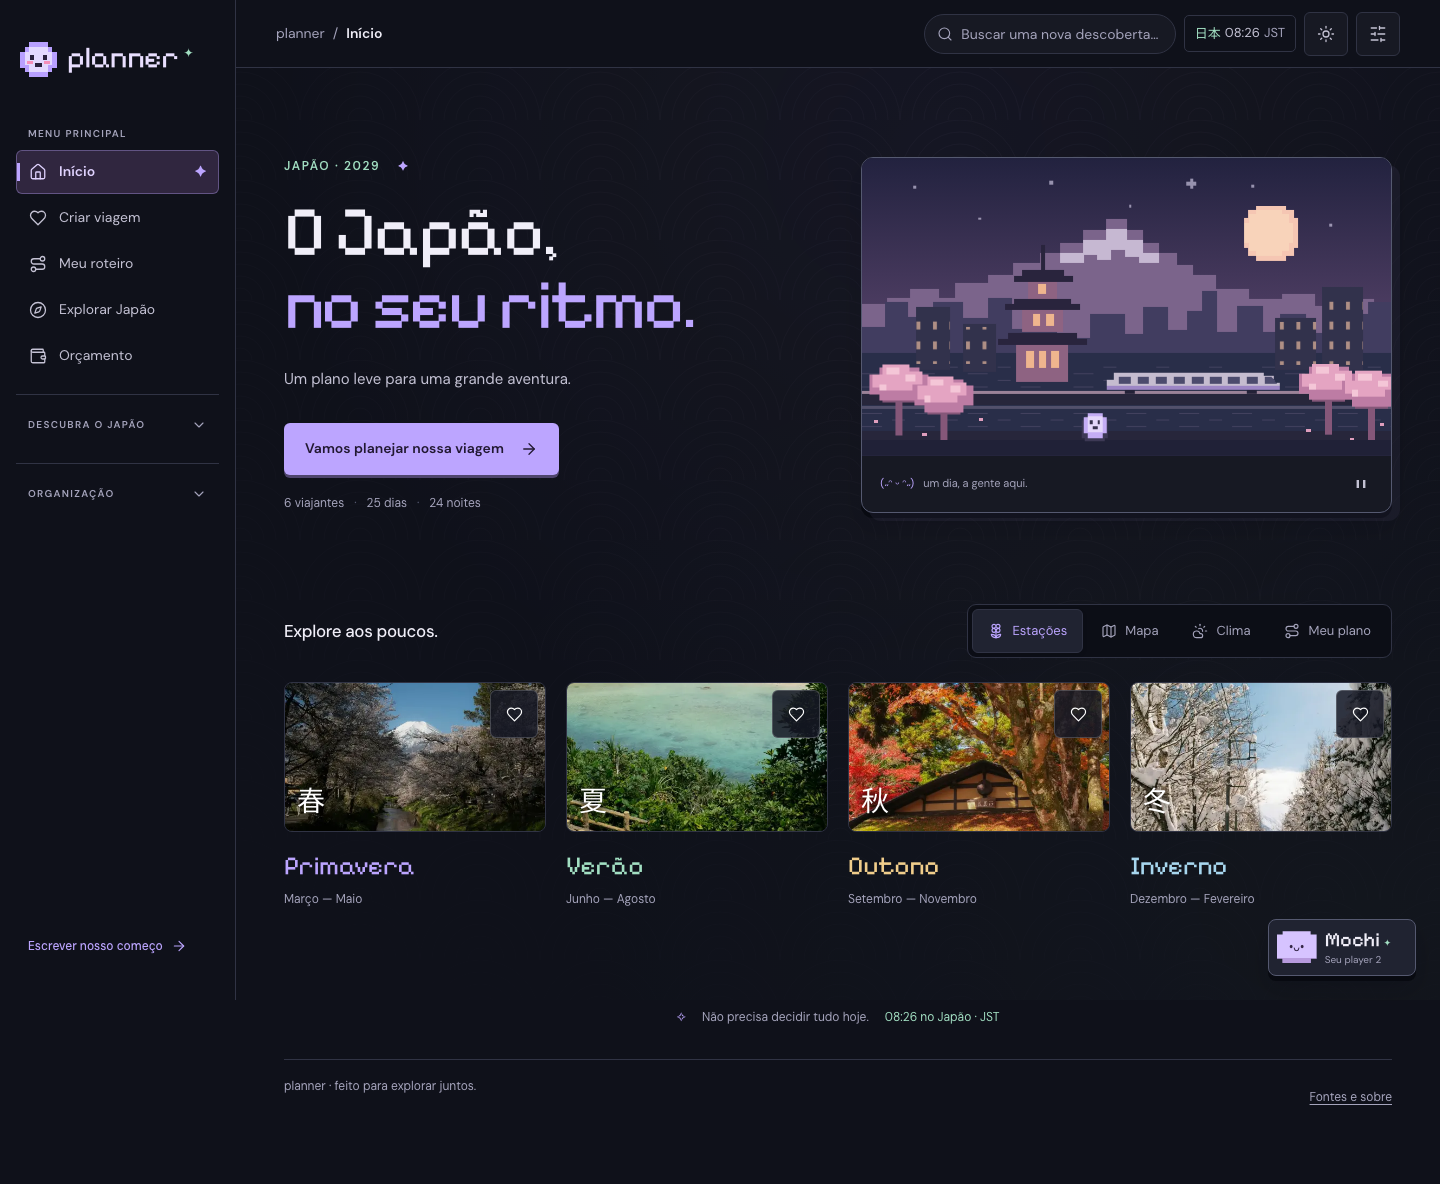 planner
planner / Início
Buscar uma nova descoberta...
日本 08:26 JST
MENU PRINCIPAL
Início
Criar viagem
Meu roteiro
Explorar Japão
Orçamento
DESCUBRA O JAPÃO
ORGANIZAÇÃO
Escrever nosso começo
JAPÃO · 2029
O Japão,
no seu ritmo.
Um plano leve para uma grande aventura.
Vamos planejar nossa viagem
6 viajantes · 25 dias · 24 noites
um dia, a gente aqui.
Explore aos poucos.
Estações
Mapa
Clima
Meu plano
春
夏
秋
冬
Primavera
Março — Maio
Verão
Junho — Agosto
Outono
Setembro — Novembro
Inverno
Dezembro — Fevereiro
Mochi
Seu player 2
Não precisa decidir tudo hoje. 08:26 no Japão · JST
planner · feito para explorar juntos.
Fontes e sobre